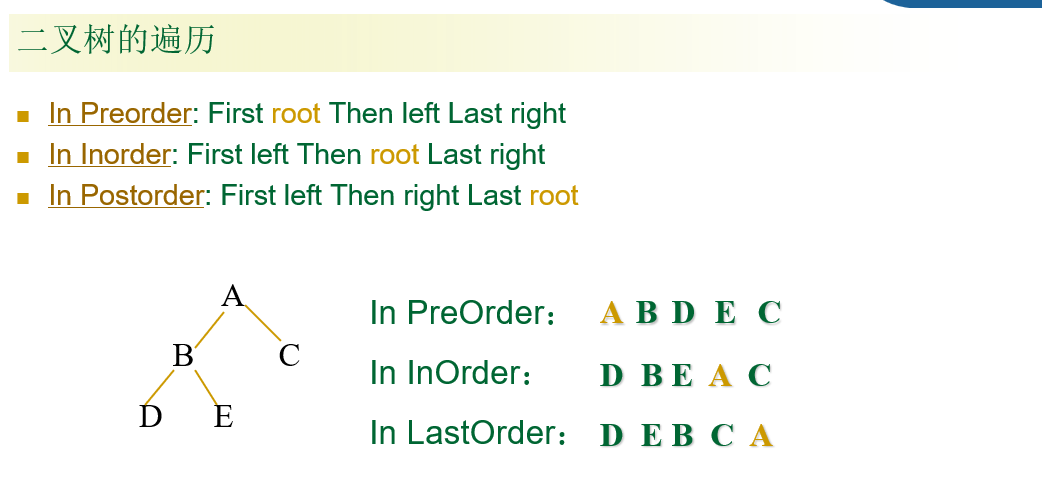 二叉树的遍历
In Preorder: First root Then left Last right
In Inorder: First left Then root Last right
In Postorder: First left Then right Last root
A
B C
D E
In PreOrder： A B D E C
In InOrder： D B E A C
In LastOrder： D E B C A